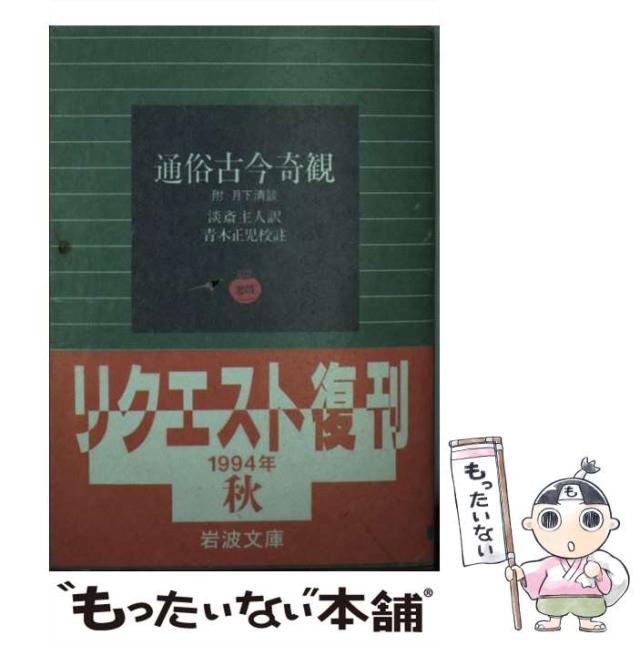 通俗古今奇観
附 月下清談
淡斎主人訳
青木正児校註
リクエスト復刊
1994年
秋
岩波文庫
“もったいない”本舗®
もったいない
も